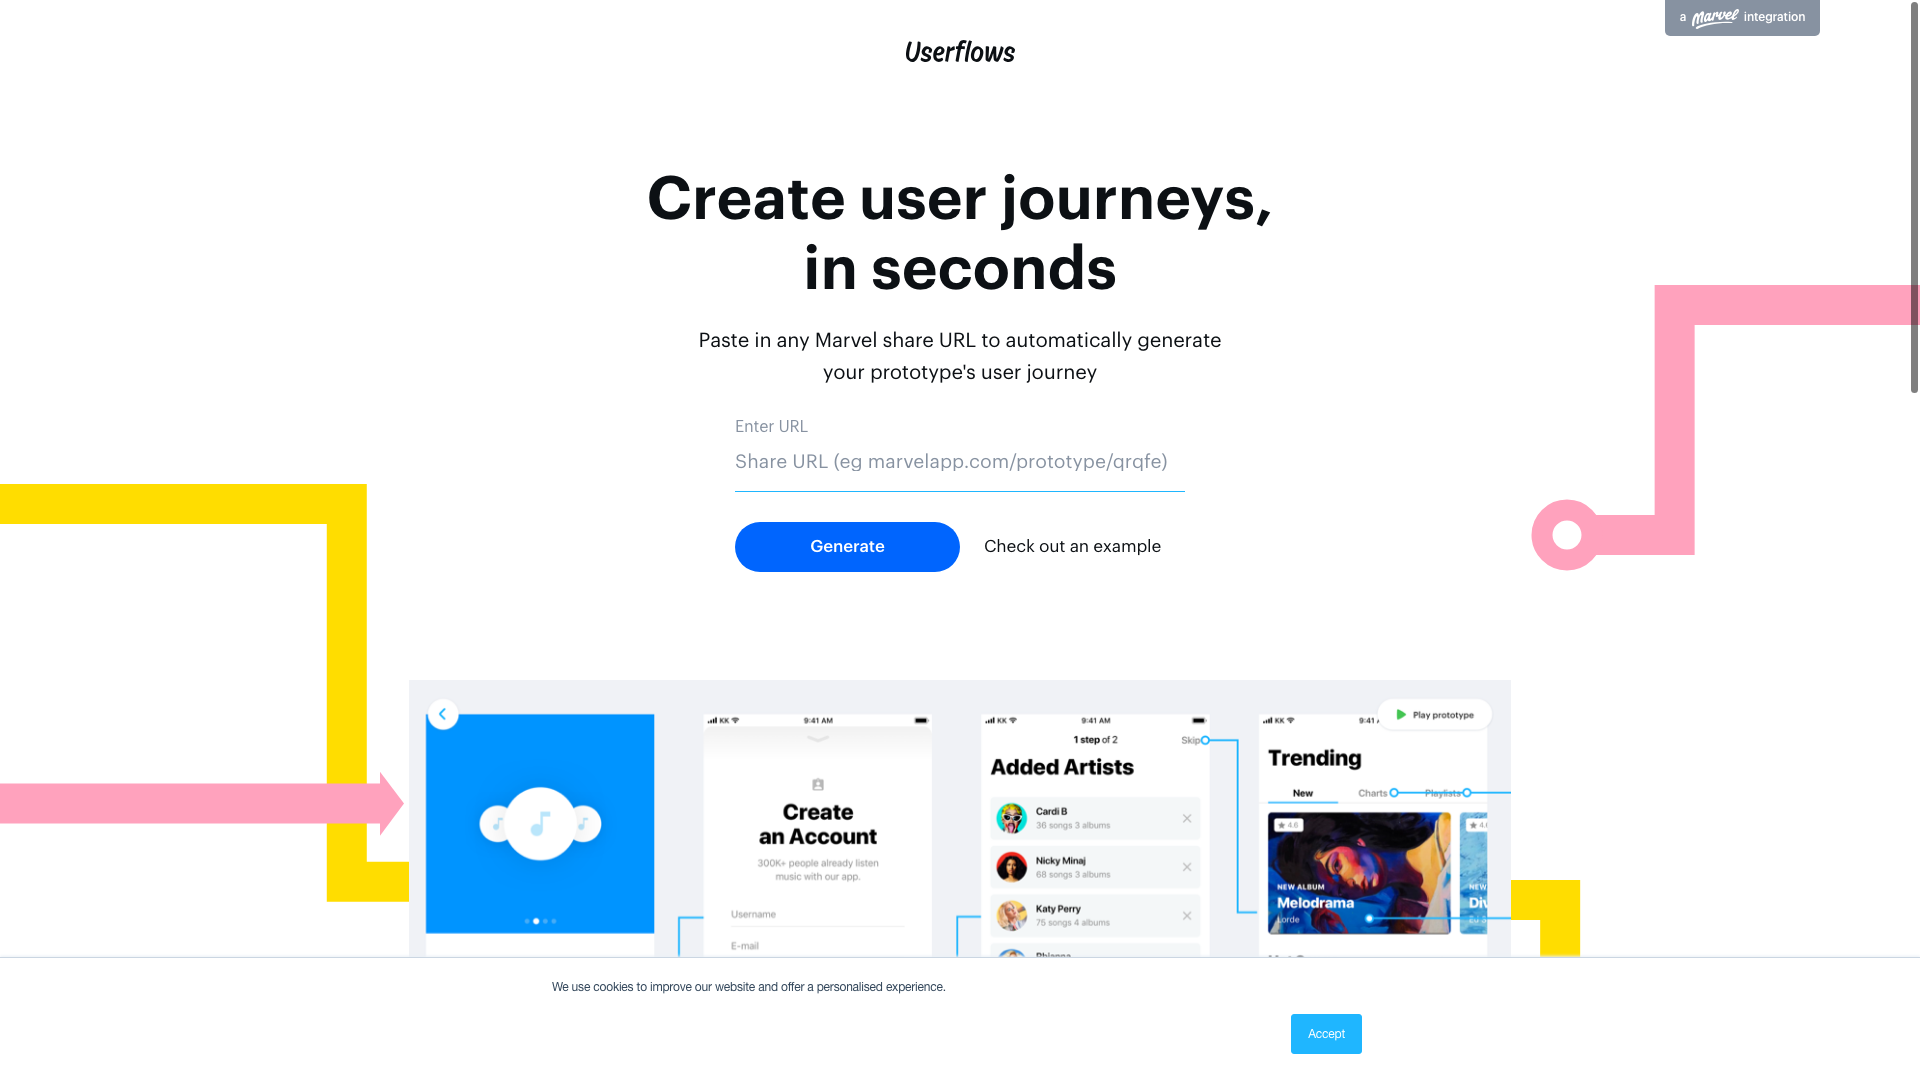 a Marvel integration
Userflows
Create user journeys,
in seconds
Paste in any Marvel share URL to automatically generate
your prototype's user journey
Enter URL
Share URL (eg marvelapp.com/prototype/qrqfe)
Generate
Check out an example
KK
9:41 AM
Create
an Account
300K+ people already listen
music with our app.
Username
E-mail
KK
9:41 AM
1 step of 2
Skip
Added Artists
Cardi B
36 songs 3 albums
Nicky Minaj
68 songs 3 albums
Katy Perry
75 songs 4 albums
Rhianna
KK
9:41
Play prototype
Trending
New
Charts
Playlists
4.6
NEW ALBUM
Melodrama
Lorde
NEW
We use cookies to improve our website and offer a personalised experience.
Accept